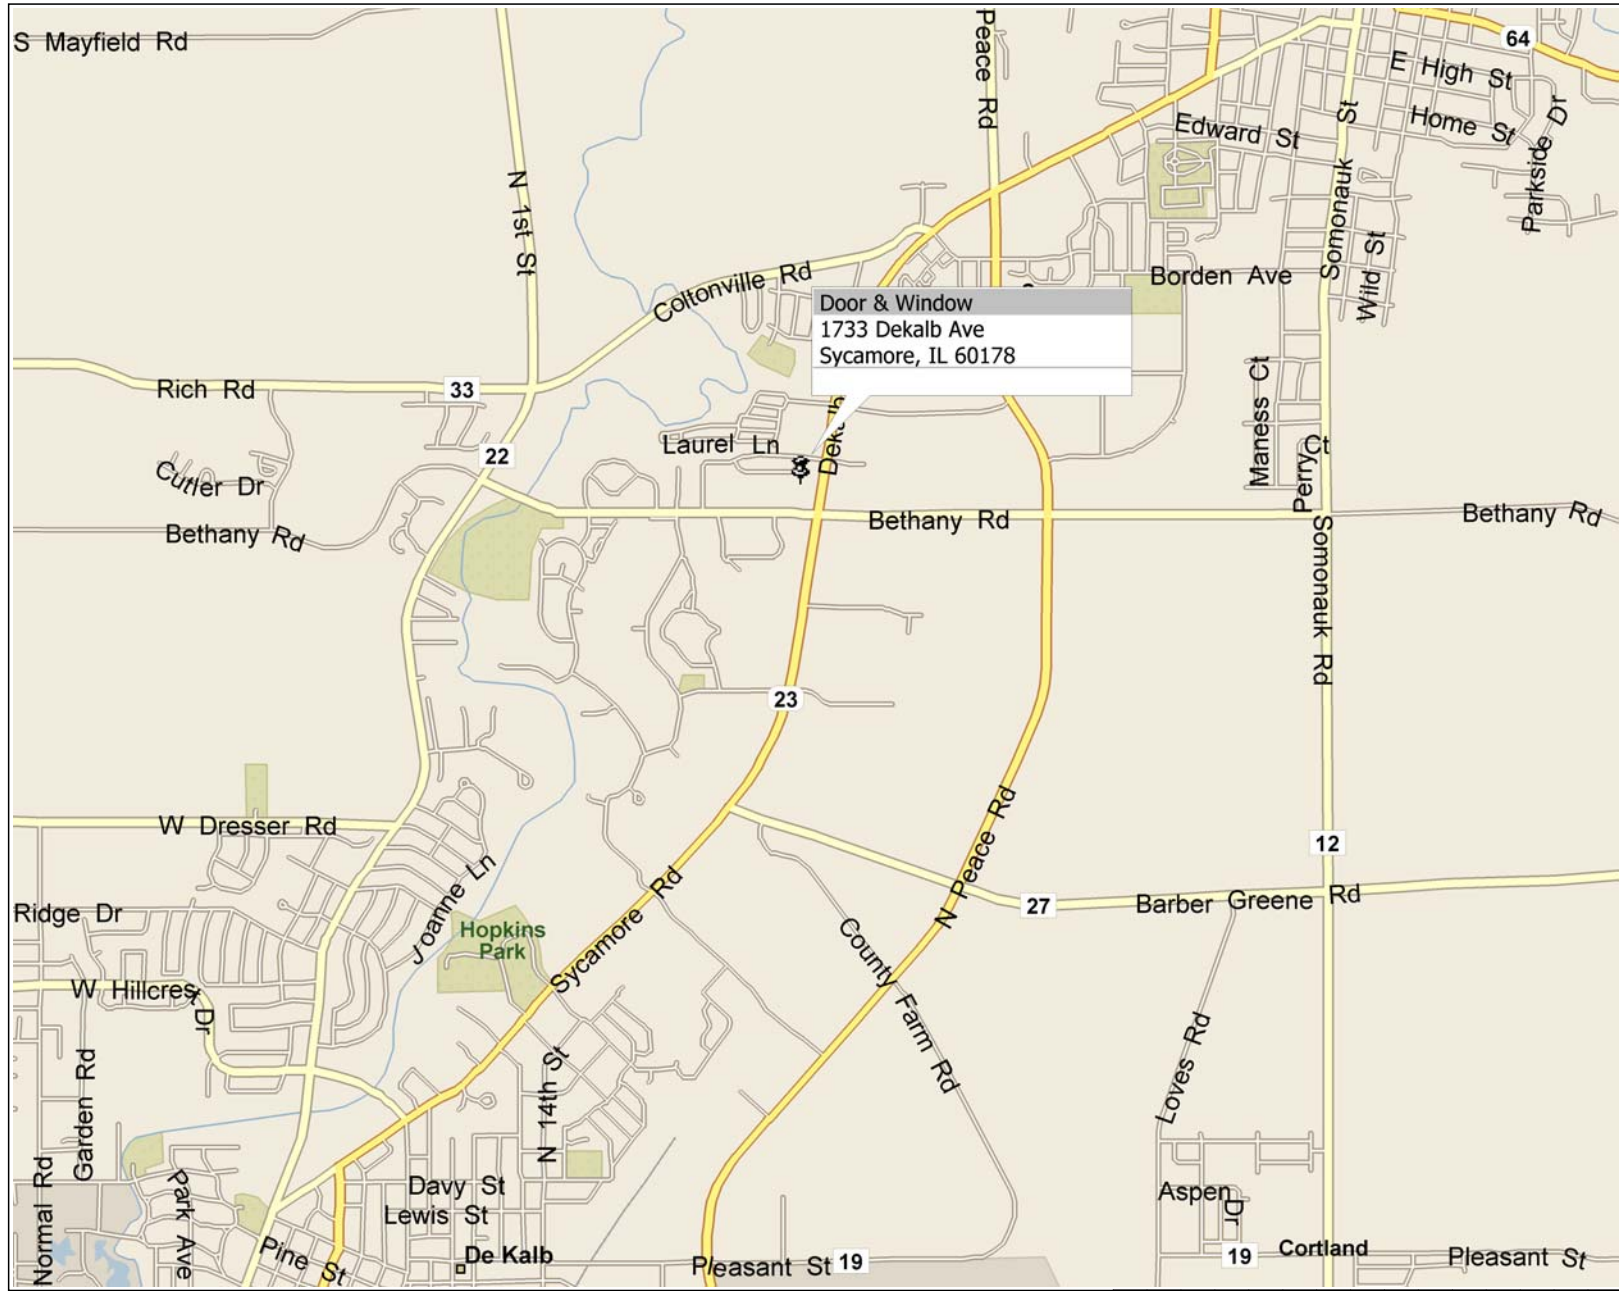 S Mayfield Rd
Peace Rd
64
E High St
Home St
Parkside Dr
Edward St
Somonauk St
N 1st St
Wild St
Borden Ave
Coltonville Rd
Door & Window
1733 Dekalb Ave
Sycamore, IL 60178
Rich Rd
33
Maness Ct
Laurel Ln
Dekalb
22
Perry Ct
Cutler Dr
Bethany Rd
Bethany Rd
Bethany Rd
Somonauk Rd
23
W Dresser Rd
N Peace Rd
12
Joanne Ln
Sycamore Rd
27
Barber Greene Rd
Ridge Dr
Hopkins
Park
County Farm Rd
W Hillcrest Dr
Garden Rd
N 14th St
Loves Rd
Normal Rd
Park Ave
Davy St
Lewis St
Aspen Dr
Pine St
De Kalb
Pleasant St
19
19
Cortland
Pleasant St